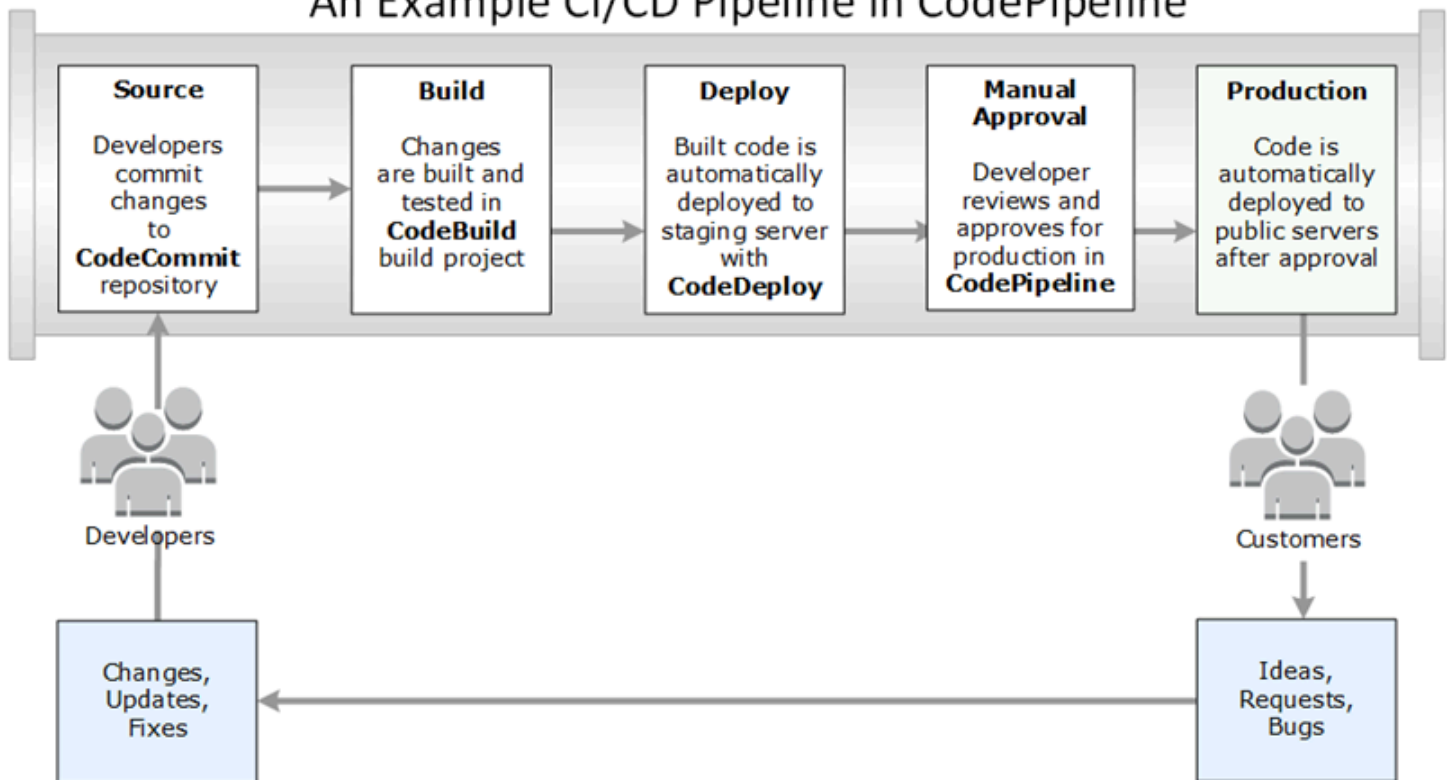 An Example CI/CD Pipeline in CodePipeline
Source
Developers
commit
changes
to
CodeCommit
repository
Build
Changes
are built and
tested in
CodeBuild
build project
Deploy
Built code is
automatically
deployed to
staging server
with
CodeDeploy
Manual
Approval
Developer
reviews and
approves for
production in
CodePipeline
Production
Code is
automatically
deployed to
public servers
after approval
Developers
Customers
Changes,
Updates,
Fixes
Ideas,
Requests,
Bugs